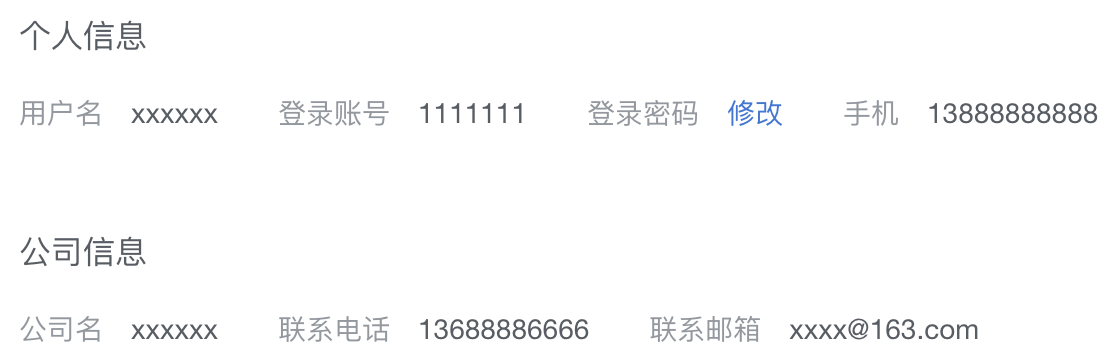 个人信息
用户名 xxxxxx 登录账号 1111111 登录密码 修改 手机 13888888888
公司信息
公司名 xxxxxx 联系电话 13688886666 联系邮箱 xxxx@163.com